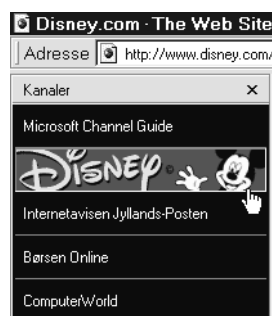 Disney.com - The Web Site
Adresse http://www.disney.com/
Kanaler ×
Microsoft Channel Guide
DISNEY
Internetavisen Jyllands-Posten
Børsen Online
ComputerWorld